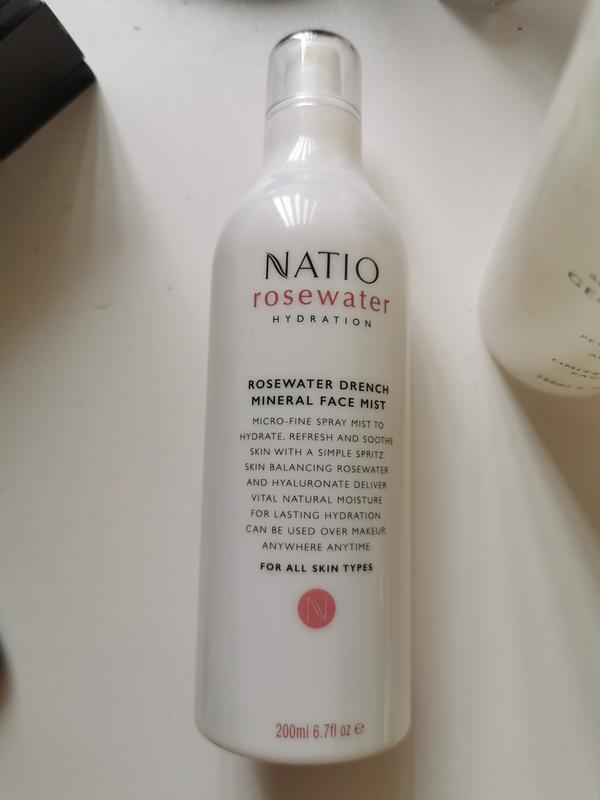 NATIO
rosewater
HYDRATION
ROSEWATER DRENCH
MINERAL FACE MIST
MICRO-FINE SPRAY MIST TO
HYDRATE, REFRESH AND SOOTHE
SKIN WITH A SIMPLE SPRITZ.
SKIN BALANCING ROSEWATER
AND HYALURONATE DELIVER
VITAL NATURAL MOISTURE
FOR LASTING HYDRATION.
CAN BE USED OVER MAKEUP,
ANYWHERE ANYTIME.
FOR ALL SKIN TYPES
N
200ml 6.7fl oz e